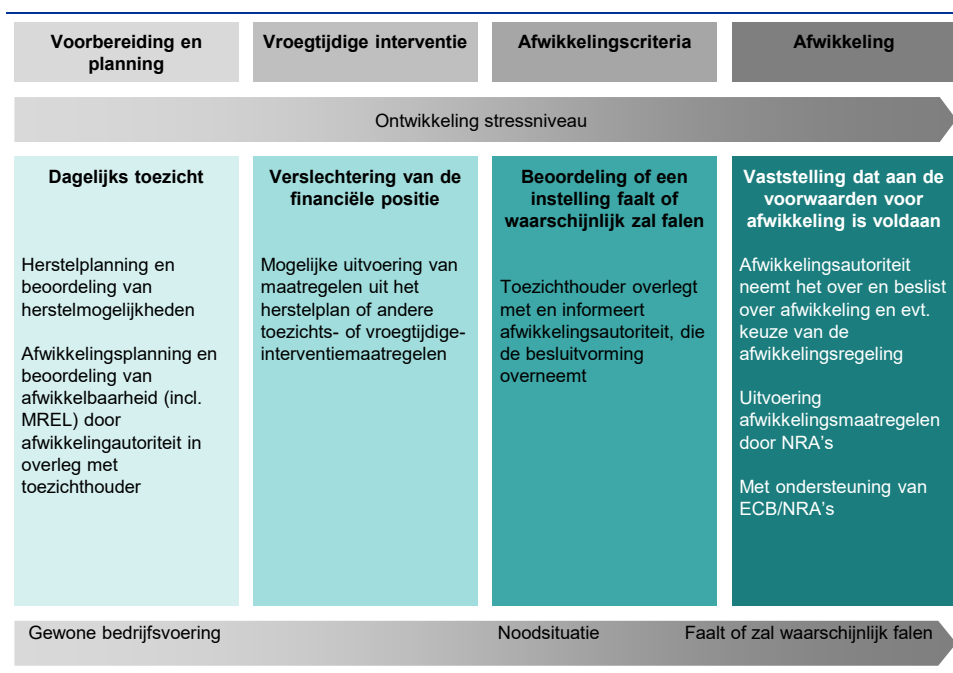 Voorbereiding en
planning
Vroegtijdige interventie
Afwikkelingscriteria
Afwikkeling
Ontwikkeling stressniveau
Dagelijks toezicht
Herstelplanning en
beoordeling van
herstelmogelijkheden
Afwikkelingsplanning en
beoordeling van
afwikkelbaarheid (incl.
MREL) door
afwikkelingautoriteit in
overleg met
toezichthouder
Verslechtering van de
financiële positie
Mogelijke uitvoering van
maatregelen uit het
herstelplan of andere
toezichts- of vroegtijdige-
interventiemaatregelen
Beoordeling of een
instelling faalt of
waarschijnlijk zal falen
Toezichthouder overlegt
met en informeert
afwikkelingsautoriteit, die
de besluitvorming
overneemt
Vaststelling dat aan de
voorwaarden voor
afwikkeling is voldaan
Afwikkelingsautoriteit
neemt het over en beslist
over afwikkeling en evt.
keuze van de
afwikkelingsregeling
Uitvoering
afwikkelingsmaatregelen
door NRA’s
Met ondersteuning van
ECB/NRA’s
Gewone bedrijfsvoering
Noodsituatie
Faalt of zal waarschijnlijk falen